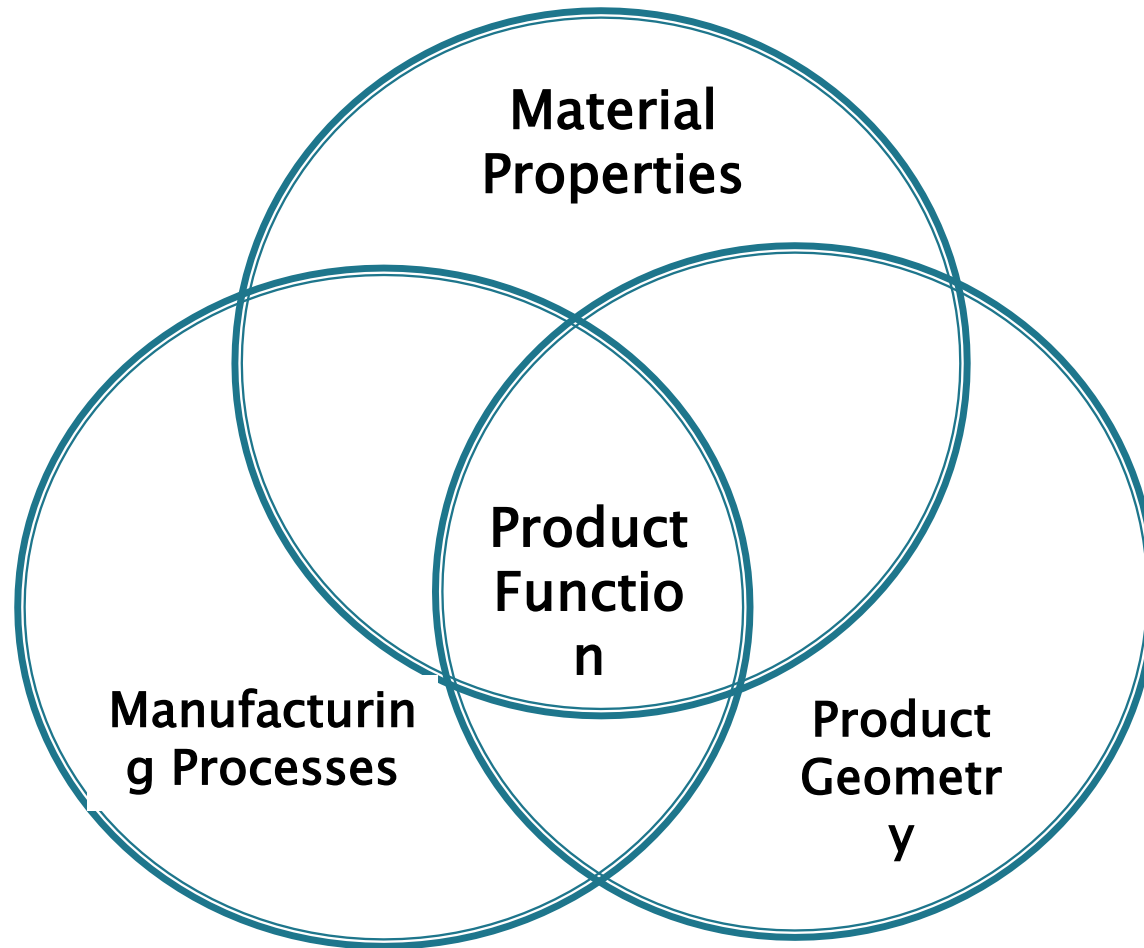 Material
Properties
Product
Functio
n
Manufacturin
g Processes
Product
Geometr
y